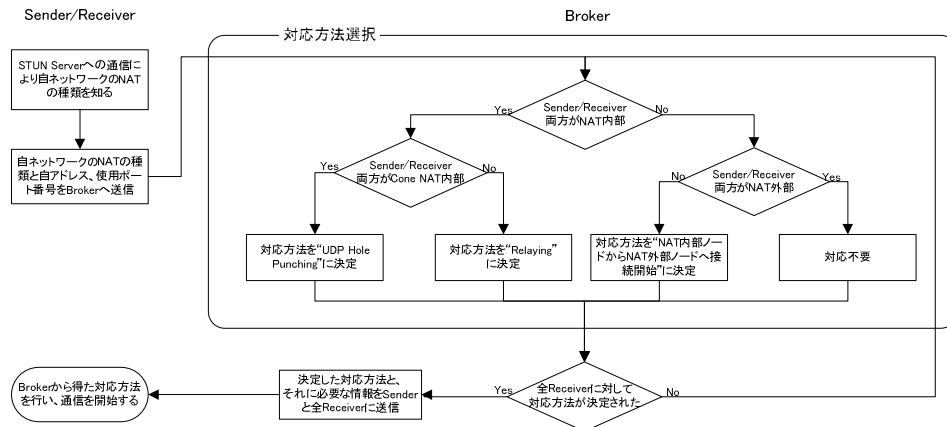 Sender/Receiver
Broker
対応方法選択
STUN Serverへの通信に
より自ネットワークのNAT
の種類を知る
自ネットワークのNATの種
類と自アドレス、使用ポー
ト番号をBrokerへ送信
Sender/Receiver
両方がNAT内部
Yes
No
Sender/Receiver
両方がCone NAT内部
Yes
No
Sender/Receiver
両方がNAT外部
No
Yes
対応方法を“UDP Hole
Punching”に決定
対応方法を“Relaying”
に決定
対応方法を“NAT内部ノー
ドからNAT外部ノードへ接
続開始”に決定
対応不要
全Receiverに対して
対応方法が決定された
Yes
No
決定した対応方法と、
それに必要な情報をSender
と全Receiverに送信
Brokerから得た対応方法
を行い、通信を開始する